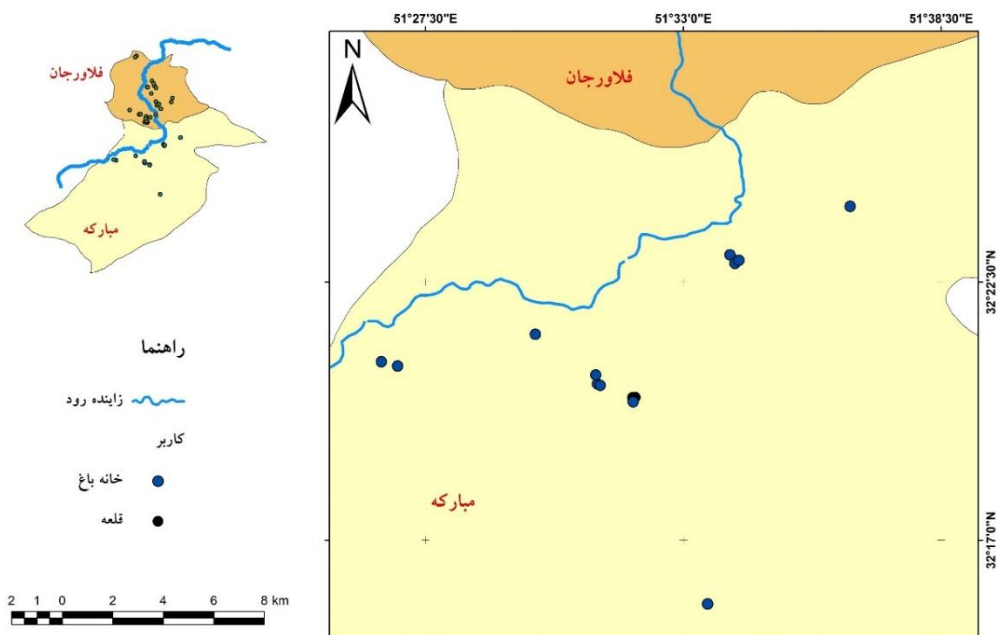 51°27'30"E 51°33'0"E 51°38'30"E
N
فلاورجان
مبارکه
32°22'30"N
32°17'0"N
فلاورجان
مبارکه
راهنما
زاینده رود
کاربر
خانه باغ
قلعه
2 1 0 2 4 6 8 km